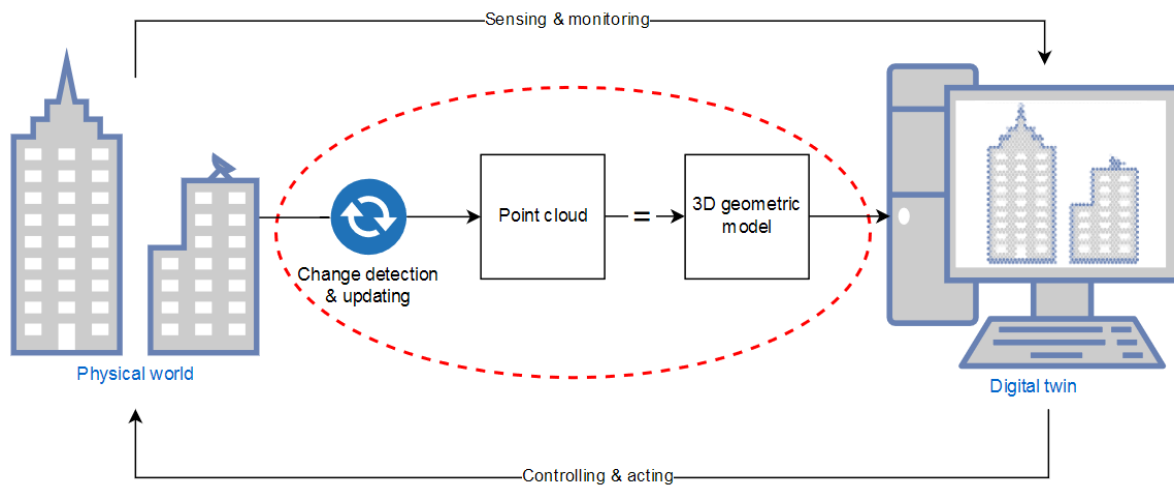 Sensing & monitoring
Point cloud
=
3D geometric
model
Change detection
& updating
Physical world
Digital twin
Controlling & acting